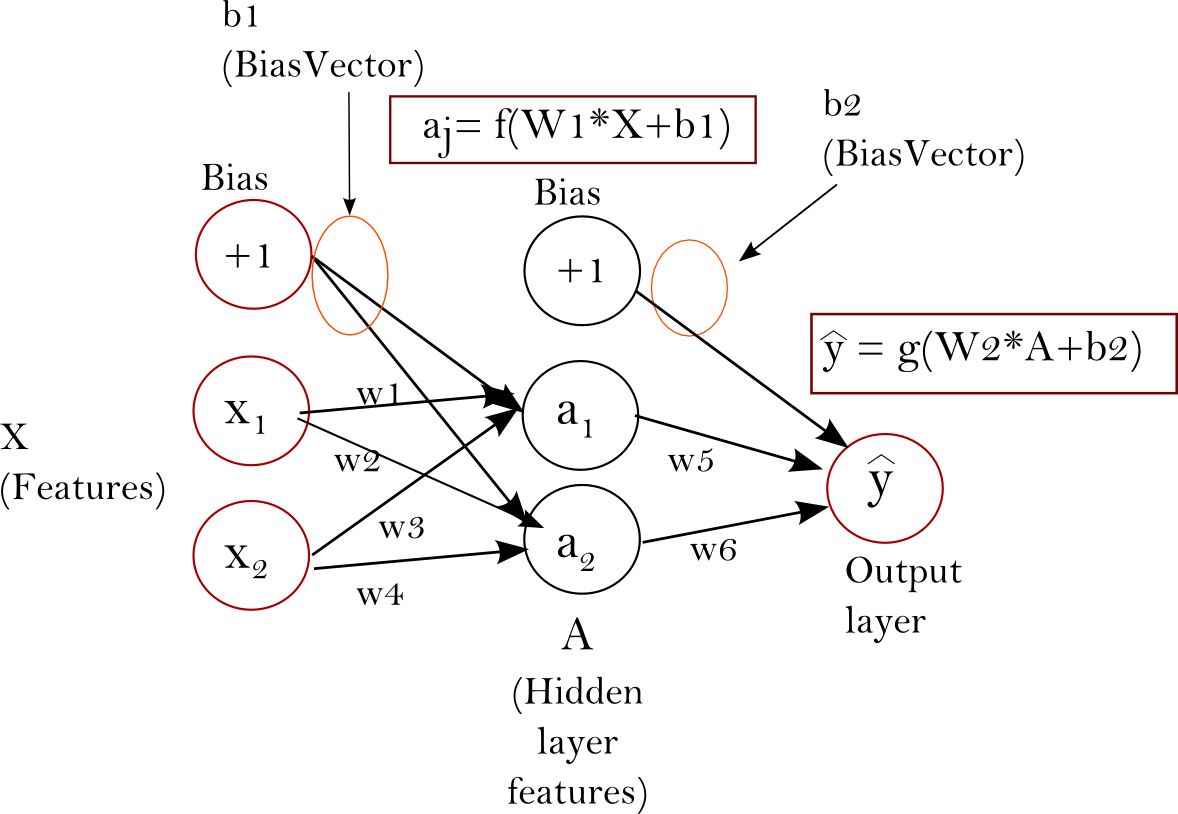 b1
(BiasVector)
aj= f(W1*X+b1)
b2
(BiasVector)
Bias
Bias
+1
+1
ŷ = g(W2*A+b2)
w1
x1
a1
X
(Features)
w2
w5
ŷ
w3
x2
a2
w6
w4
Output
layer
A
(Hidden
layer
features)